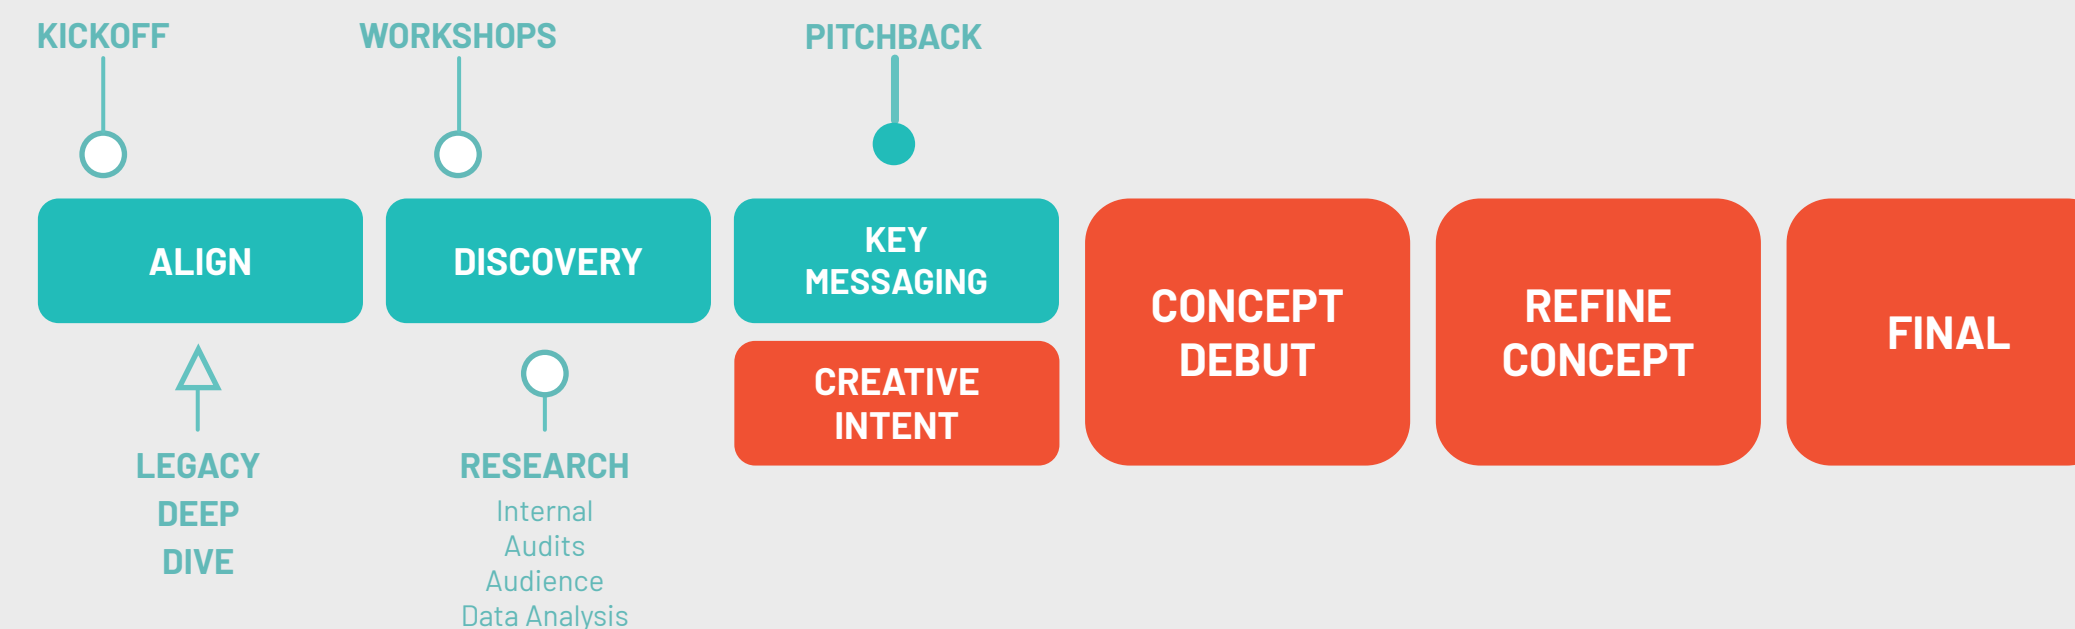 KICKOFF
WORKSHOPS
PITCHBACK
ALIGN
DISCOVERY
KEY
MESSAGING
CREATIVE
INTENT
CONCEPT
DEBUT
REFINE
CONCEPT
FINAL
LEGACY
DEEP
DIVE
RESEARCH
Internal
Audits
Audience
Data Analysis